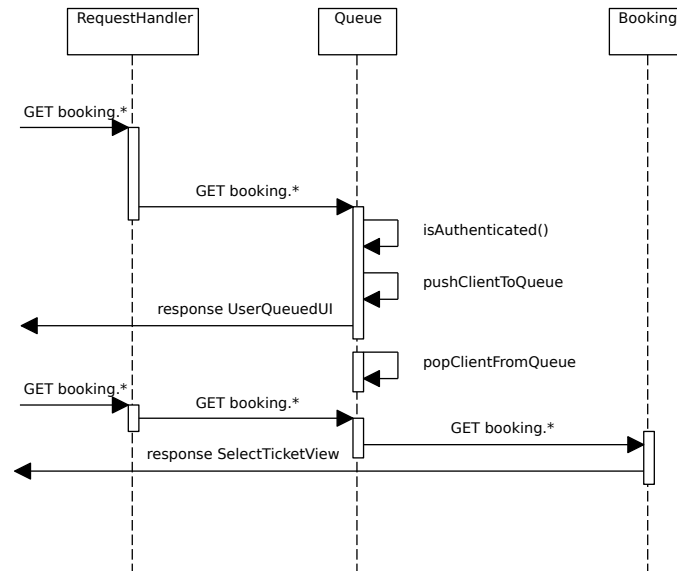 RequestHandler
Queue
Booking
GET booking.*
GET booking.*
isAuthenticated()
pushClientToQueue
response UserQueuedUI
popClientFromQueue
GET booking.*
GET booking.*
GET booking.*
response SelectTicketView